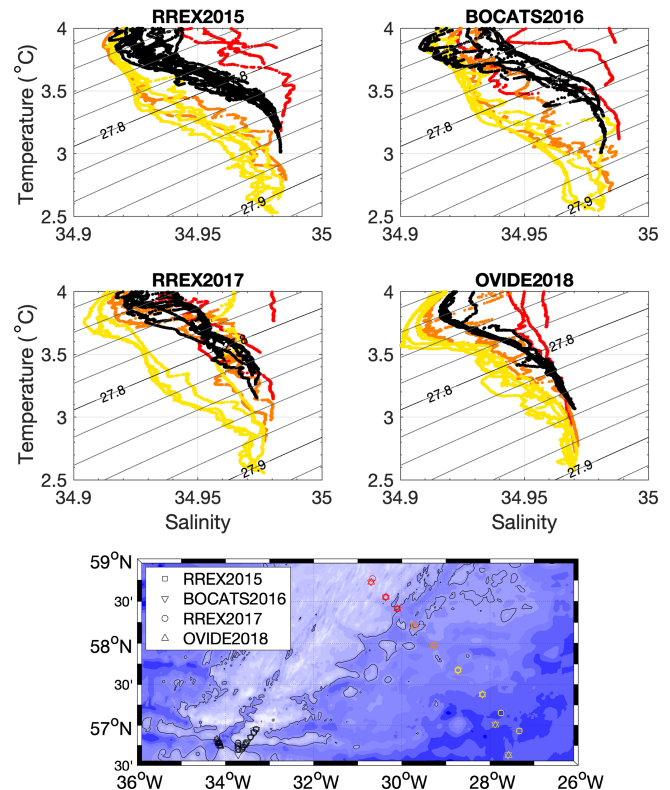 RREX2015
BOCATS2016
4
3.5
3
2.5
Temperature (°C)
27.8
27.9
34.9
34.95
35
4
3.5
3
2.5
27.8
27.9
34.9
34.95
35
RREX2017
OVIDE2018
4
3.5
3
2.5
Temperature (°C)
27.8
27.9
34.9
34.95
35
Salinity
4
3.5
3
2.5
27.8
27.9
34.9
34.95
35
Salinity
59°N
30'
58°N
30'
57°N
30'
RREX2015
BOCATS2016
RREX2017
OVIDE2018
36°W
34°W
32°W
30°W
28°W
26°W